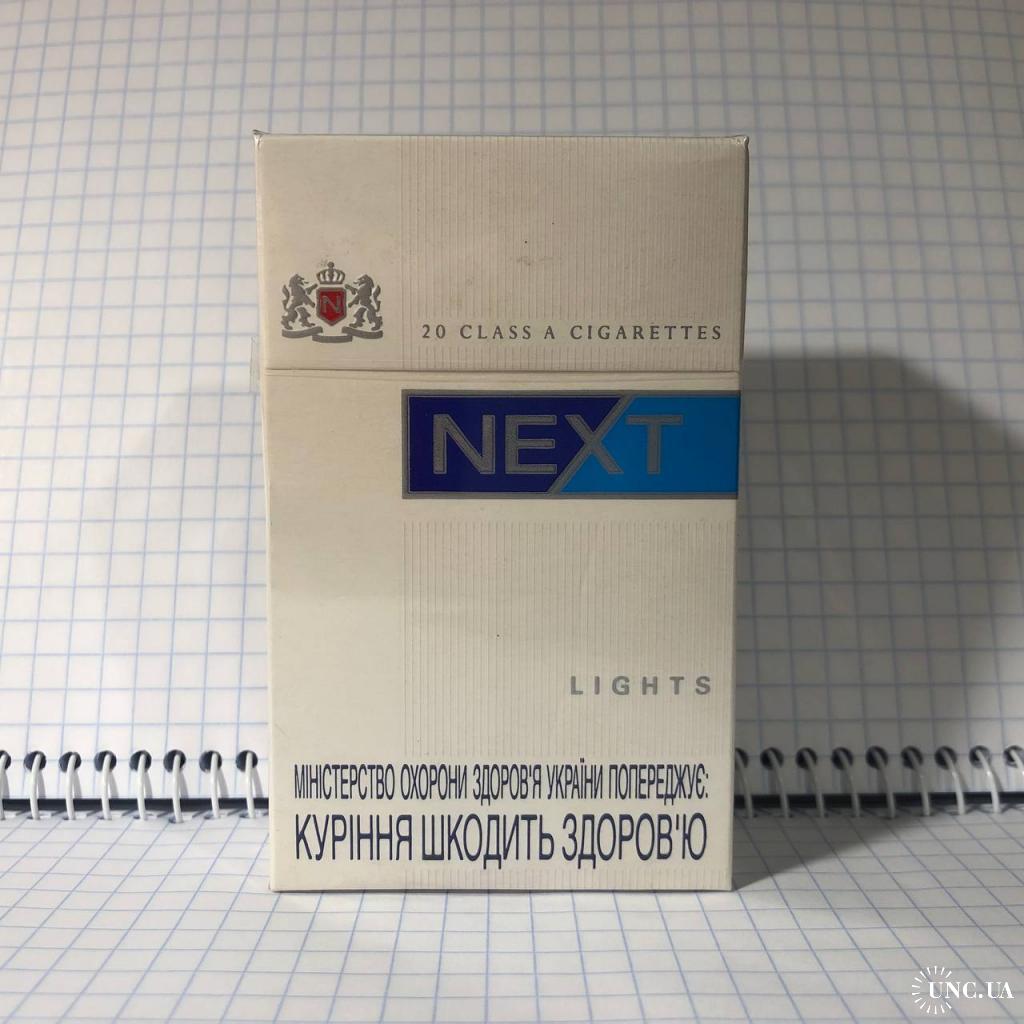 N
20 CLASS A CIGARETTES
NEXT
LIGHTS
МІНІСТЕРСТВО ОХОРОНИ ЗДОРОВ'Я УКРАЇНИ ПОПЕРЕДЖУЄ:
КУРІННЯ ШКОДИТЬ ЗДОРОВ'Ю
UNC.UA